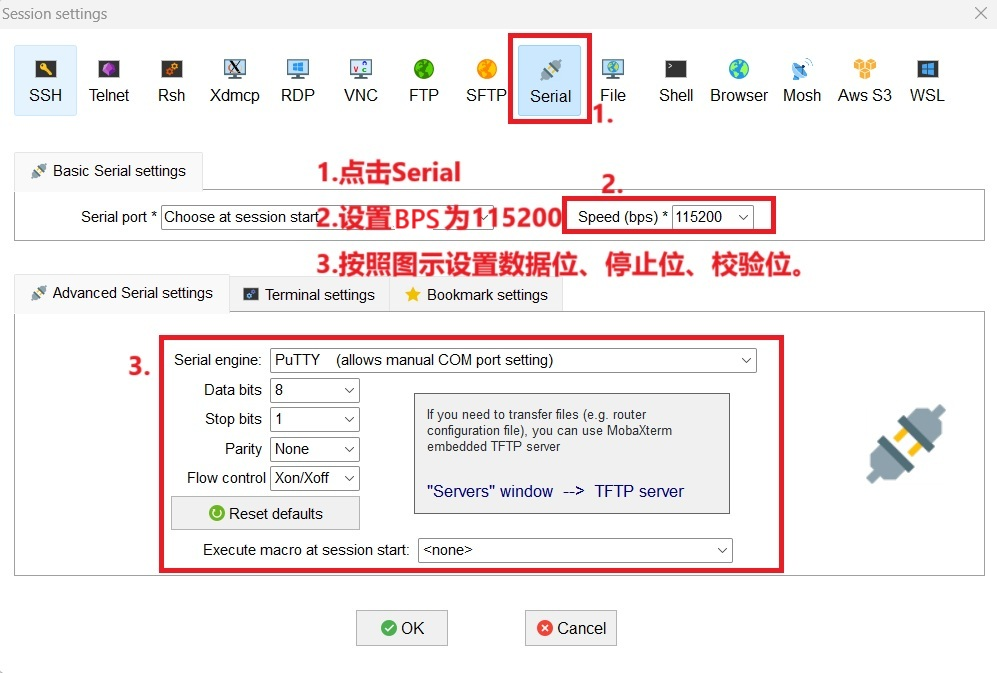 Session settings
SSH Telnet Rsh Xdmcp RDP VNC FTP SFTP Serial File Shell Browser Mosh Aws S3 WSL
1.
Basic Serial settings
1.点击Serial
2.
Serial port * Choose at session start
2.设置BPS为115200
Speed (bps) * 115200
3.按照图示设置数据位、停止位、校验位。
Advanced Serial settings Terminal settings Bookmark settings
3.
Serial engine: PuTTY (allows manual COM port setting)
Data bits 8
Stop bits 1
Parity None
Flow control Xon/Xoff
Reset defaults
If you need to transfer files (e.g. router
configuration file), you can use MobaXterm
embedded TFTP server
"Servers" window --> TFTP server
Execute macro at session start: <none>
OK Cancel